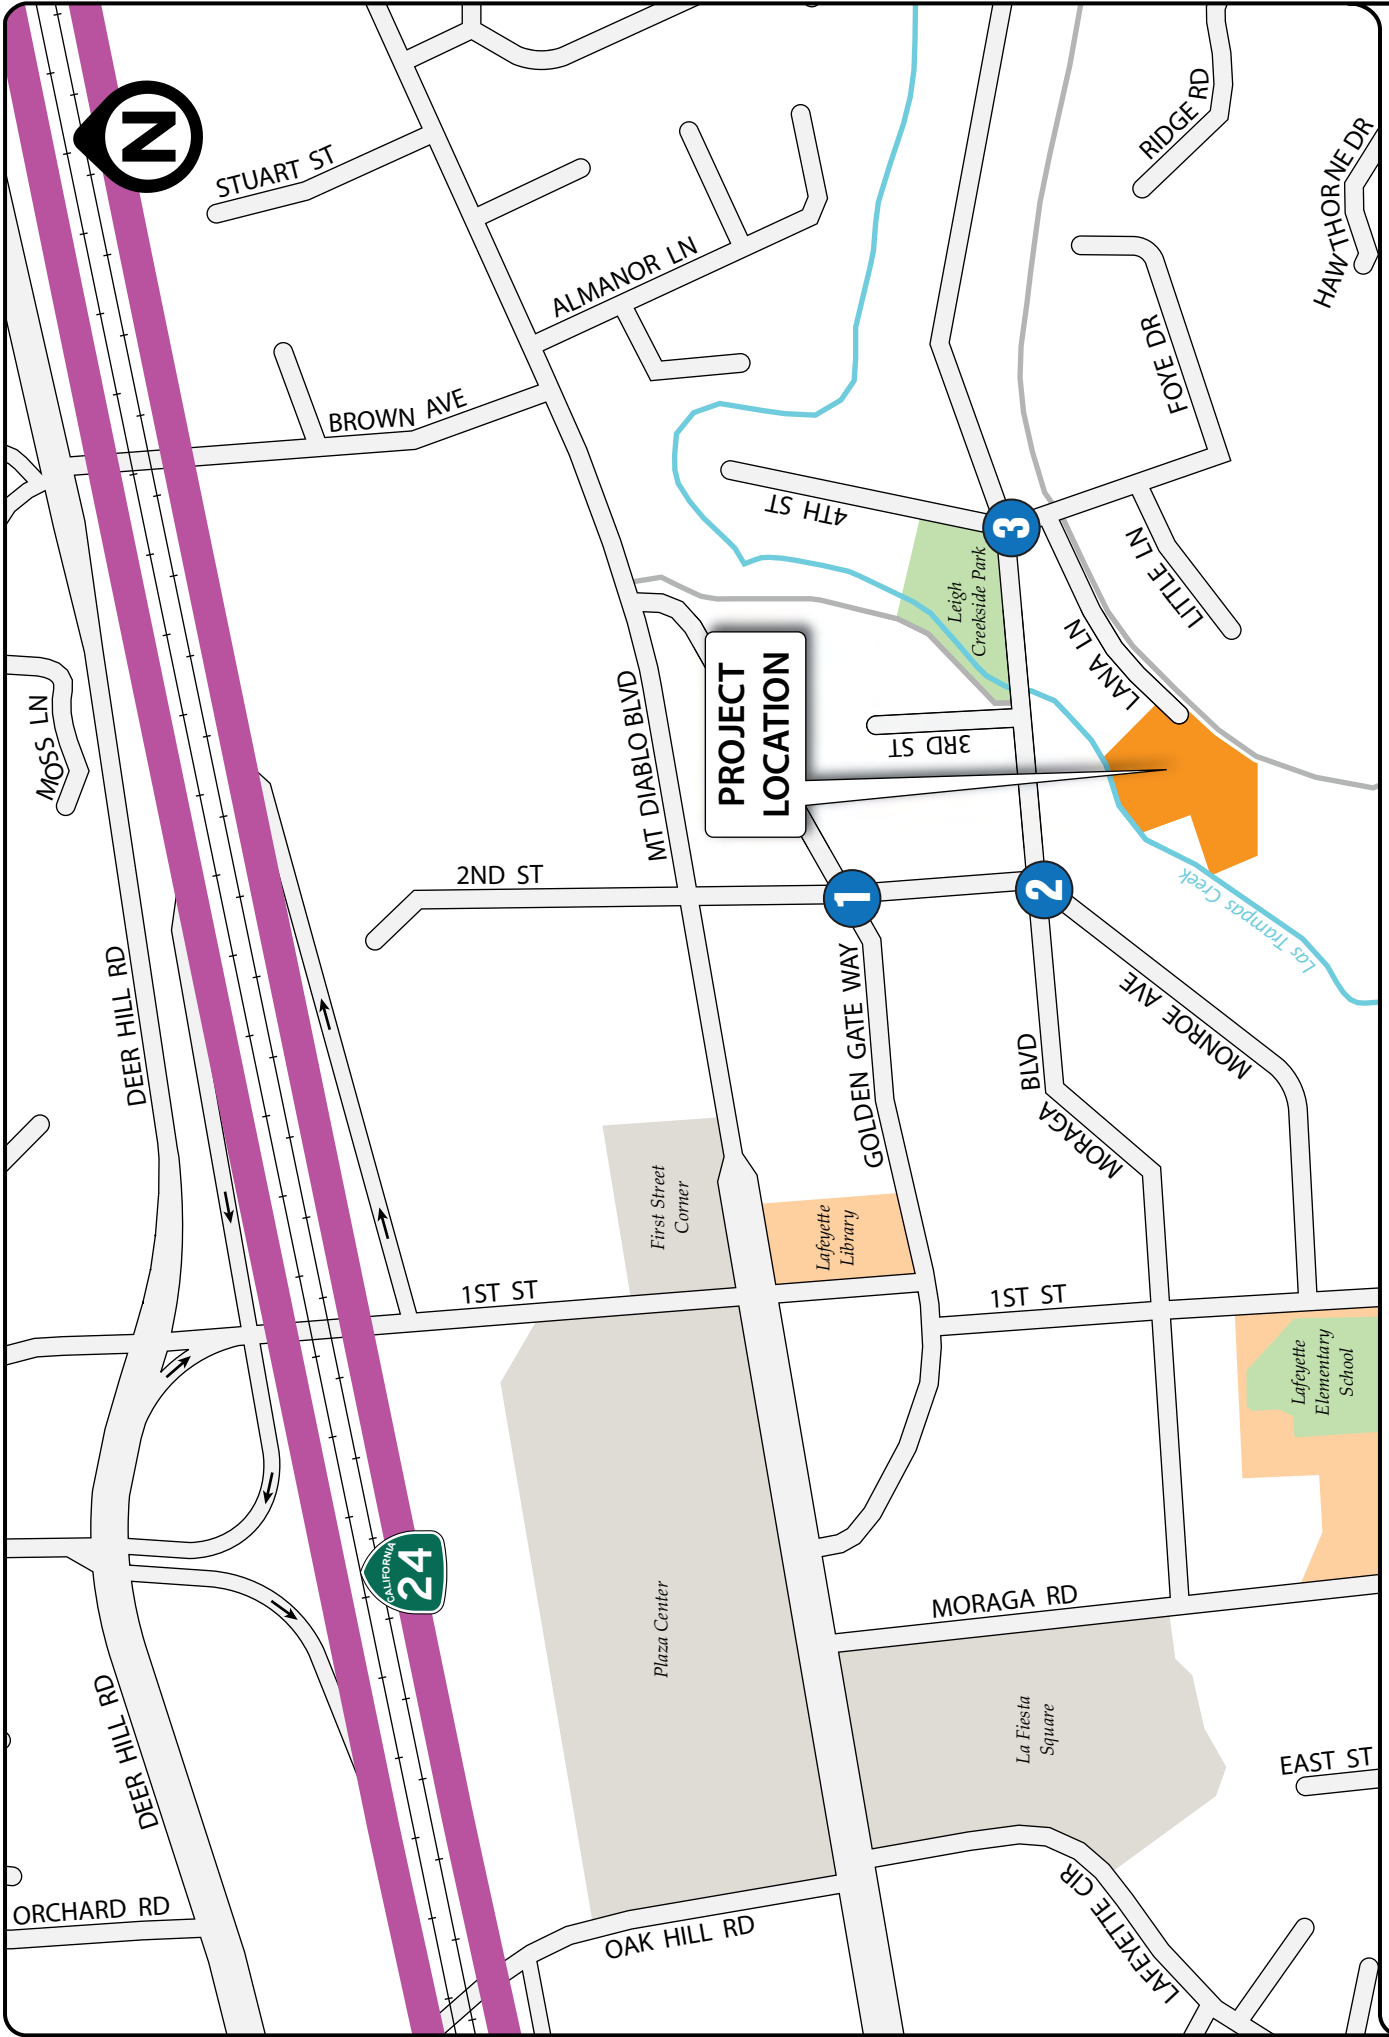 ORCHARD RD
DEER HILL RD
DEER HILL RD
MOSS LN
N
STUART ST
BROWN AVE
ALMANOR LN
CALIFORNIA
24
OAK HILL RD
1ST ST
2ND ST
MT DIABLO BLVD
Plaza Center
First Street
Corner
Lafeyette
Library
GOLDEN GATE WAY
PROJECT
LOCATION
1
2
3
3RD ST
4TH ST
Leigh
Creekside Park
MORAGA RD
1ST ST
MORAGA
BLVD
MONROE AVE
Las Trampas Creek
LANA LN
LITTLE LN
FOYE DR
RIDGE RD
HAWTHORNE DR
La Fiesta
Square
LAFEYETTE CIR
EAST ST
Lafeyette
Elementary
School